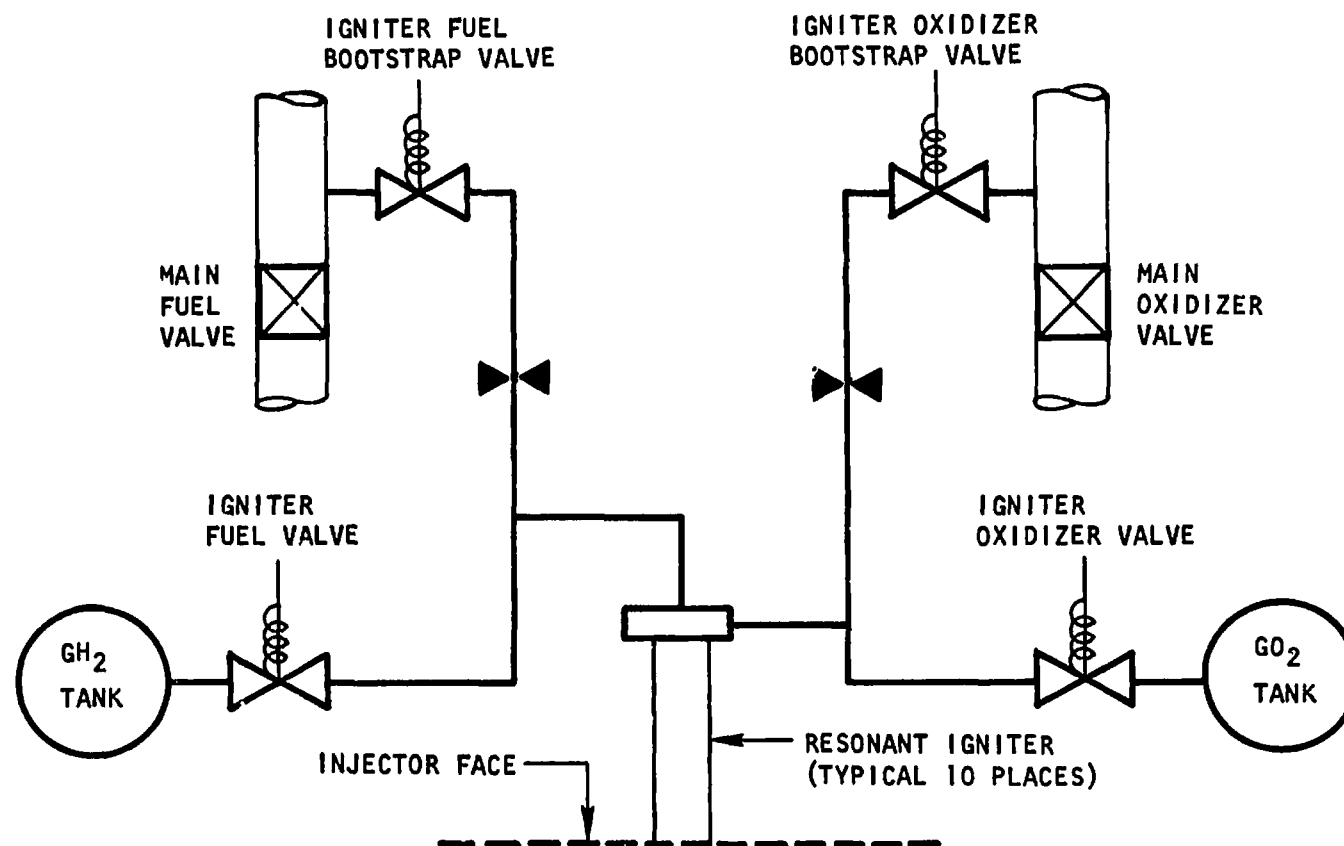 IGNITER FUEL
BOOTSTRAP VALVE
IGNITER OXIDIZER
BOOTSTRAP VALVE
MAIN
FUEL
VALVE
MAIN
OXIDIZER
VALVE
IGNITER
FUEL VALVE
IGNITER
OXIDIZER VALVE
GH2
TANK
GO2
TANK
INJECTOR FACE
RESONANT IGNITER
(TYPICAL 10 PLACES)